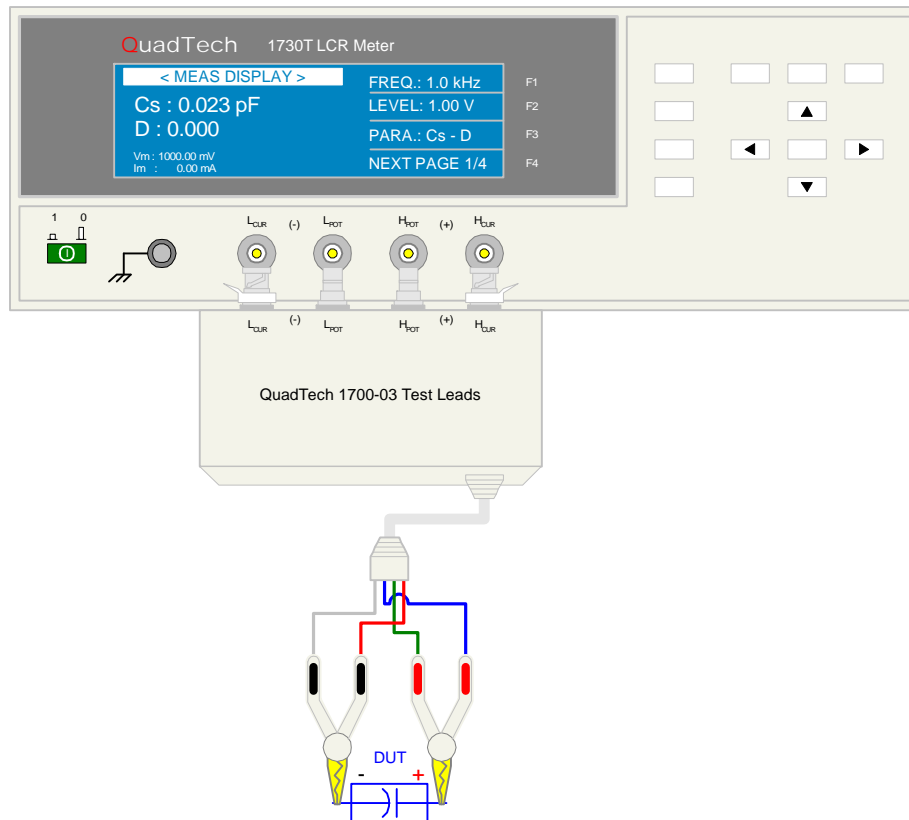 QuadTech 1730T LCR Meter
< MEAS DISPLAY >
Cs : 0.023 pF
D : 0.000
Vm : 1000.00 mV
Im : 0.00 mA
FREQ.: 1.0 kHz
LEVEL: 1.00 V
PARA.: Cs - D
NEXT PAGE 1/4
F1
F2
F3
F4
1 0
LCUR (-) LPOT HPOT (+) HCUR
LCUR (-) LPOT HPOT (+) HCUR
QuadTech 1700-03 Test Leads
DUT
- +